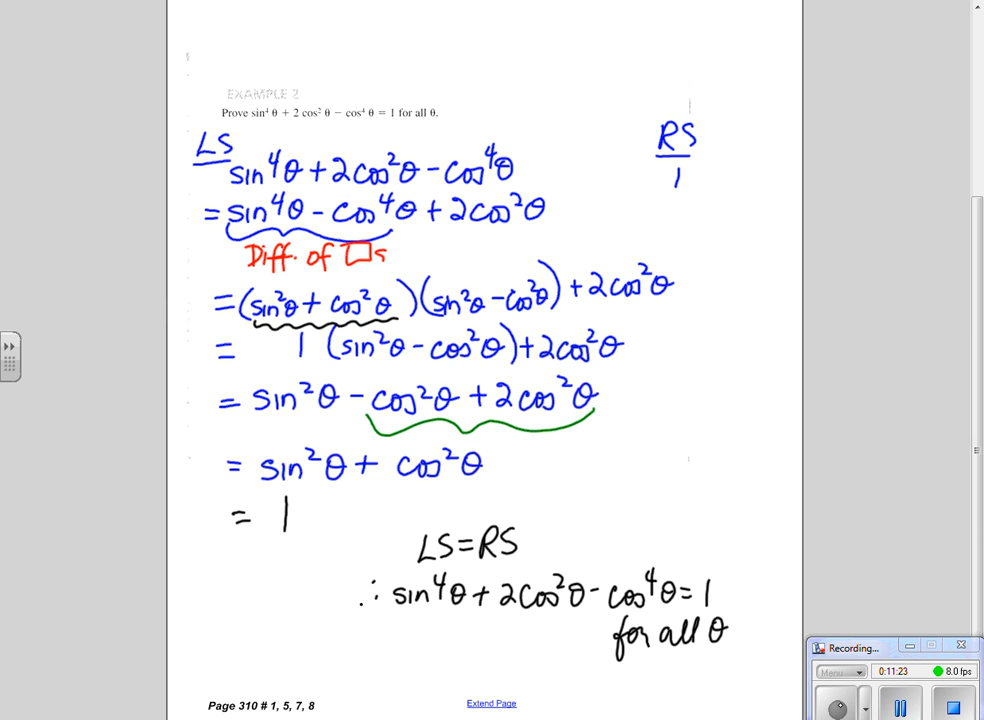 EXAMPLE 2
Prove sin⁴ θ + 2 cos² θ − cos⁴ θ = 1 for all θ.
LS
RS
sin⁴θ + 2cos²θ − cos⁴θ
1
= sin⁴θ − cos⁴θ + 2cos²θ
Diff. of □s
= (sin²θ + cos²θ)(sin²θ − cos²θ) + 2cos²θ
= 1 (sin²θ − cos²θ) + 2cos²θ
= sin²θ − cos²θ + 2cos²θ
= sin²θ + cos²θ
= 1
LS = RS
∴ sin⁴θ + 2cos²θ − cos⁴θ = 1
for all θ
Recording...
Menu
0:11:23
8.0 fps
Page 310 # 1, 5, 7, 8
Extend Page